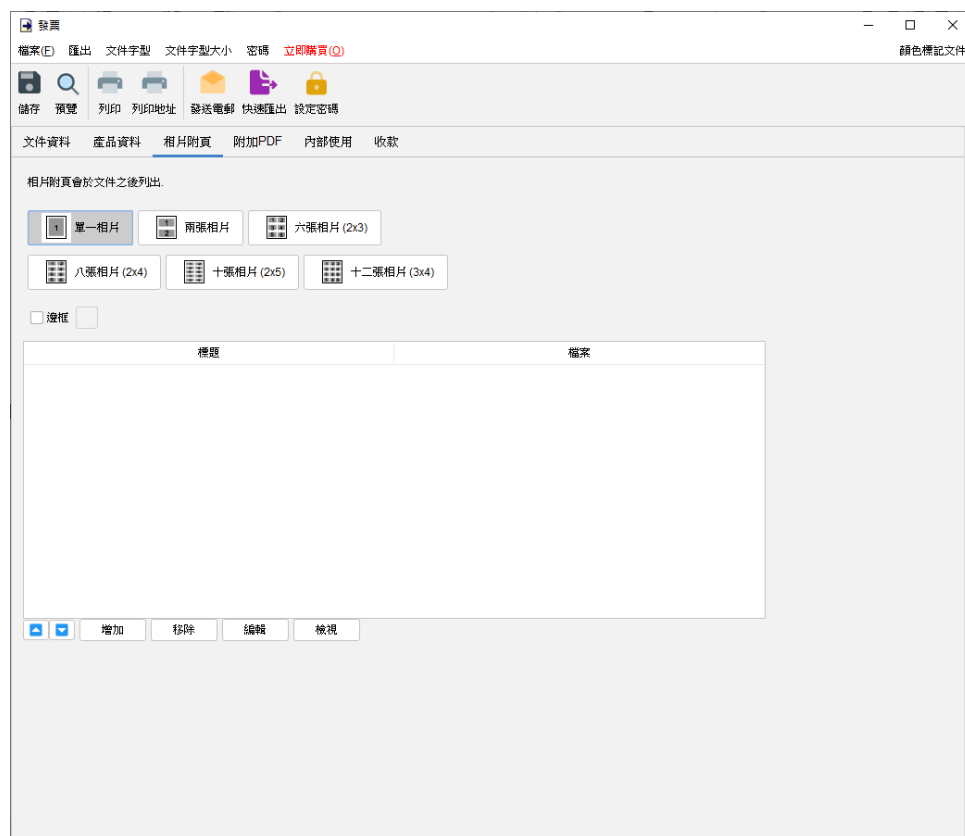 發票
檔案(F) 匯出 文件字型 文件字型大小 密碼 立即購買(O) 顏色標記文件
儲存 預覽 列印 列印地址 發送電郵 快速匯出 設定密碼
文件資料 產品資料 相片附頁 附加PDF 內部使用 收款
相片附頁會於文件之後列出.
單一相片 兩張相片 六張相片 (2x3)
八張相片 (2x4) 十張相片 (2x5) 十二張相片 (3x4)
邊框
標題 檔案
增加 移除 編輯 檢視